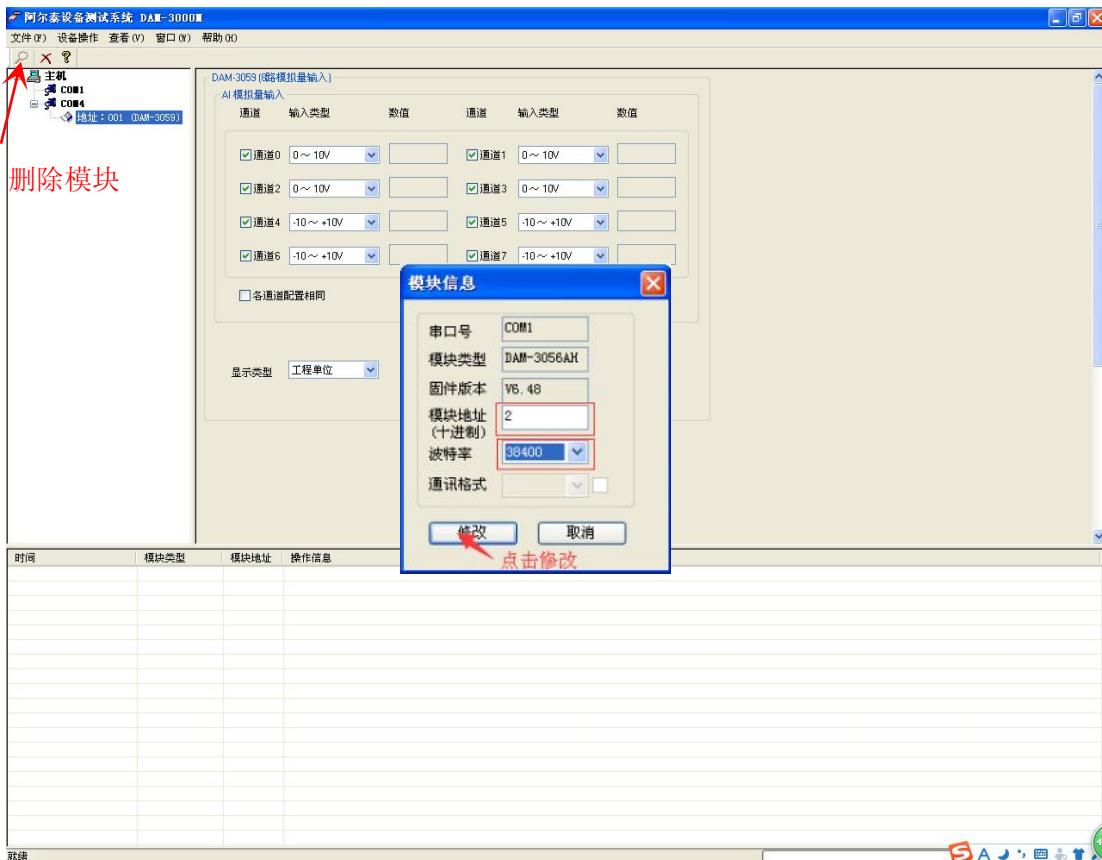 阿尔泰设备测试系统 DAM-3000M
文件(F) 设备操作 查看(V) 窗口(W) 帮助(H)
主机
COM1
COM4
地址：001 (DAM-3059)
删除模块
DAM-3059 (8路模拟量输入)
AI 模拟量输入
通道 输入类型 数值 通道 输入类型 数值
通道0 0～10V 通道1 0～10V
通道2 0～10V 通道3 0～10V
通道4 -10～+10V 通道5 -10～+10V
通道6 -10～+10V 通道7 -10～+10V
各通道配置相同
显示类型 工程单位
模块信息
串口号 COM1
模块类型 DAM-3056AH
固件版本 V6.48
模块地址 2
(十进制)
波特率 38400
通讯格式
修改 取消
点击修改
时间 模块类型 模块地址 操作信息
就绪